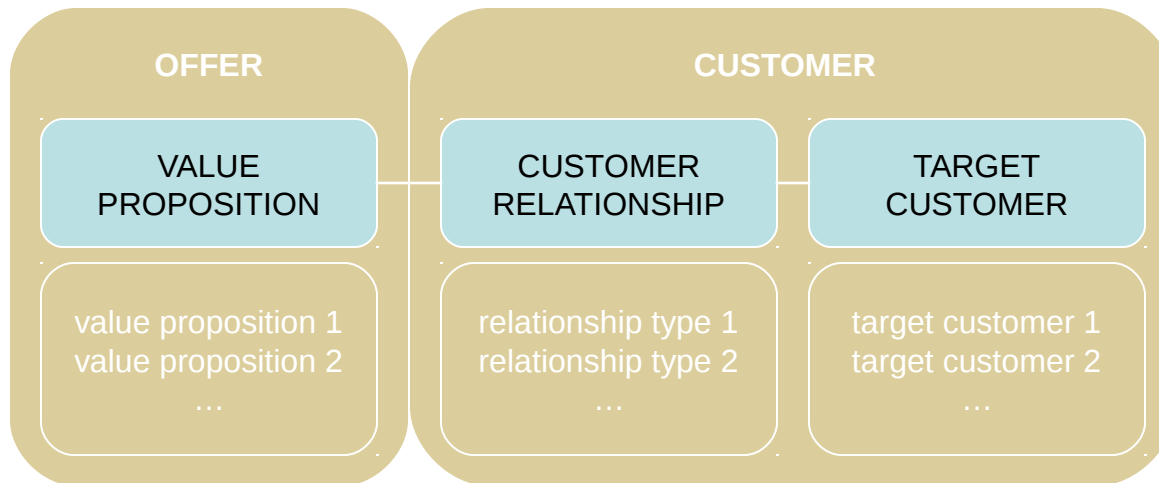 OFFER
CUSTOMER
VALUE
PROPOSITION
CUSTOMER
RELATIONSHIP
TARGET
CUSTOMER
value proposition 1
value proposition 2
…
relationship type 1
relationship type 2
…
target customer 1
target customer 2
…